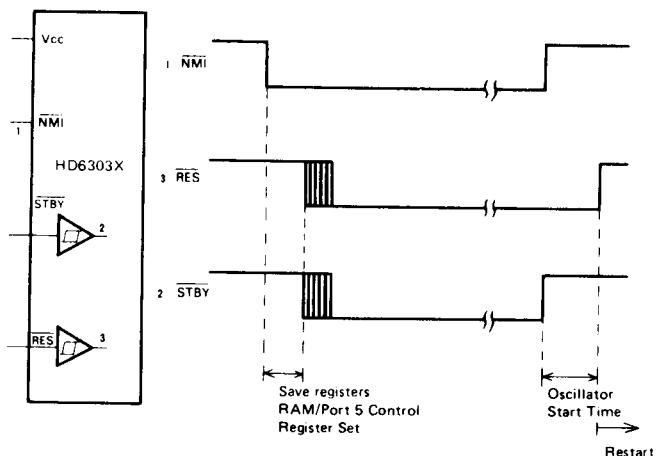 Vcc
1 NMI
HD6303X
STBY
2
RES
3
1 NMI
3 RES
2 STBY
Save registers
RAM/Port 5 Control
Register Set
Oscillator
Start Time
Restart